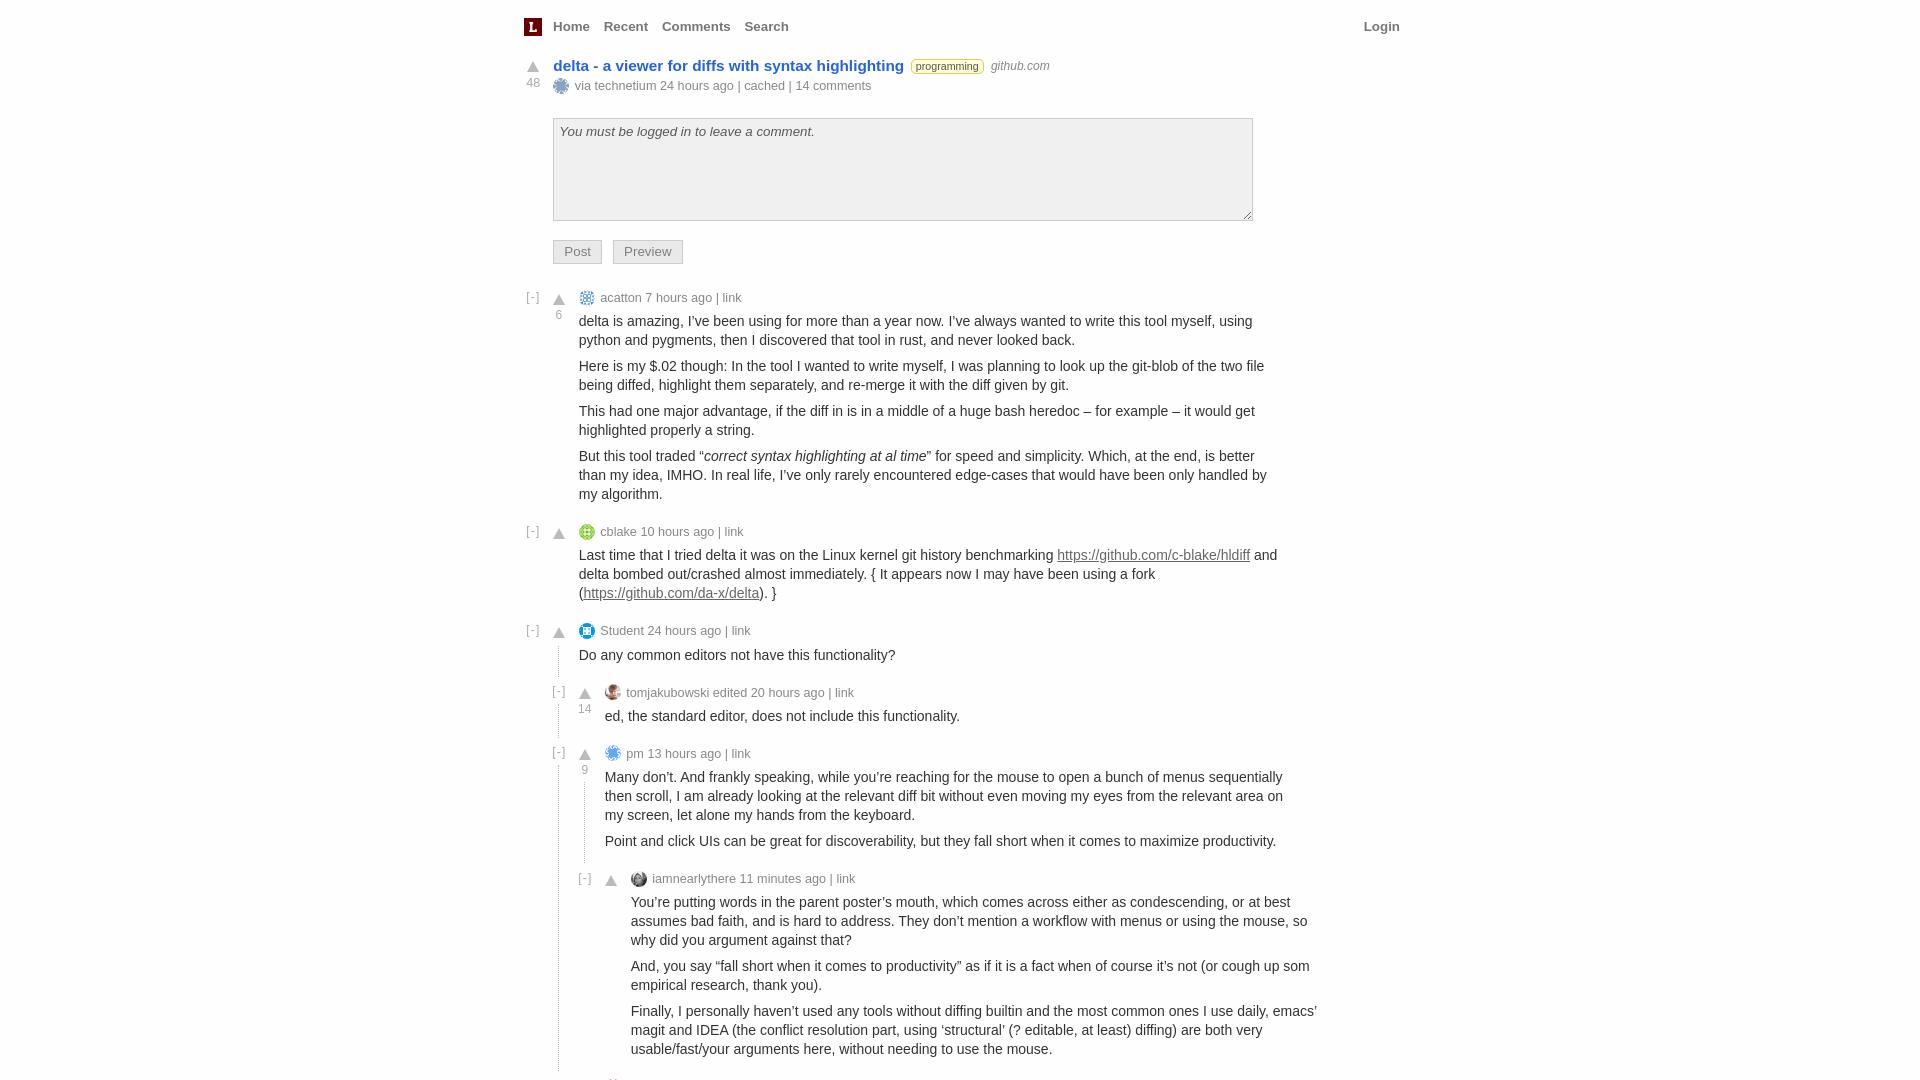 L Home Recent Comments Search Login
delta - a viewer for diffs with syntax highlighting programming github.com
48
via technetium 24 hours ago | cached | 14 comments
You must be logged in to leave a comment.
Post Preview
[-] acatton 7 hours ago | link
6
delta is amazing, I’ve been using for more than a year now. I’ve always wanted to write this tool myself, using
python and pygments, then I discovered that tool in rust, and never looked back.
Here is my $.02 though: In the tool I wanted to write myself, I was planning to look up the git-blob of the two file
being diffed, highlight them separately, and re-merge it with the diff given by git.
This had one major advantage, if the diff in is in a middle of a huge bash heredoc – for example – it would get
highlighted properly a string.
But this tool traded “correct syntax highlighting at al time” for speed and simplicity. Which, at the end, is better
than my idea, IMHO. In real life, I’ve only rarely encountered edge-cases that would have been only handled by
my algorithm.
[-] cblake 10 hours ago | link
Last time that I tried delta it was on the Linux kernel git history benchmarking https://github.com/c-blake/hldiff and
delta bombed out/crashed almost immediately. { It appears now I may have been using a fork
(https://github.com/da-x/delta). }
[-] Student 24 hours ago | link
Do any common editors not have this functionality?
[-] tomjakubowski edited 20 hours ago | link
14
ed, the standard editor, does not include this functionality.
[-] pm 13 hours ago | link
9
Many don’t. And frankly speaking, while you’re reaching for the mouse to open a bunch of menus sequentially
then scroll, I am already looking at the relevant diff bit without even moving my eyes from the relevant area on
my screen, let alone my hands from the keyboard.
Point and click UIs can be great for discoverability, but they fall short when it comes to maximize productivity.
[-] iamnearlythere 11 minutes ago | link
You’re putting words in the parent poster’s mouth, which comes across either as condescending, or at best
assumes bad faith, and is hard to address. They don’t mention a workflow with menus or using the mouse, so
why did you argument against that?
And, you say “fall short when it comes to productivity” as if it is a fact when of course it’s not (or cough up som
empirical research, thank you).
Finally, I personally haven’t used any tools without diffing builtin and the most common ones I use daily, emacs’
magit and IDEA (the conflict resolution part, using ‘structural’ (? editable, at least) diffing) are both very
usable/fast/your arguments here, without needing to use the mouse.